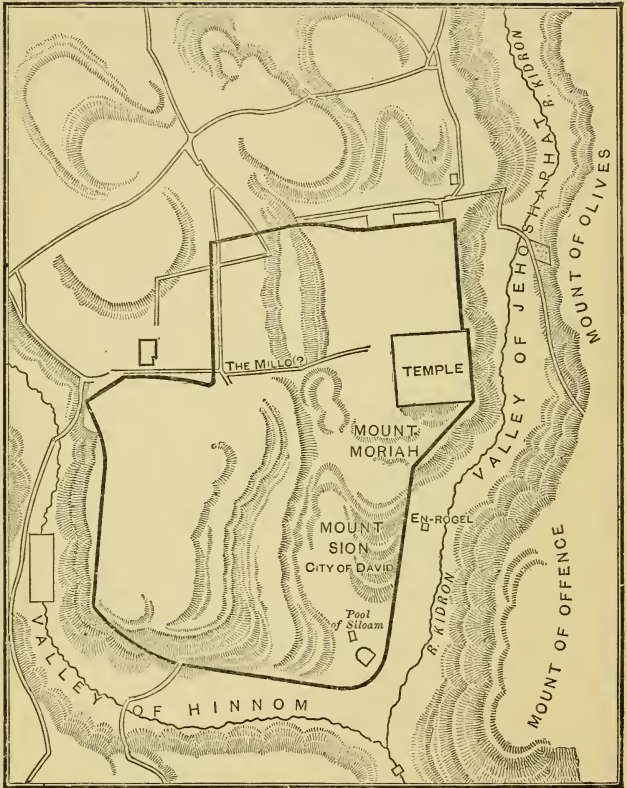 R. KIDRON
VALLEY OF JEHOSHAPHAT
MOUNT OF OLIVES
THE MILLO(?)
TEMPLE
MOUNT
MORIAH
EN-ROGEL
MOUNT
SION
CITY OF DAVID
Pool
of Siloam
R. KIDRON
MOUNT OF OFFENCE
VALLEY OF HINNOM